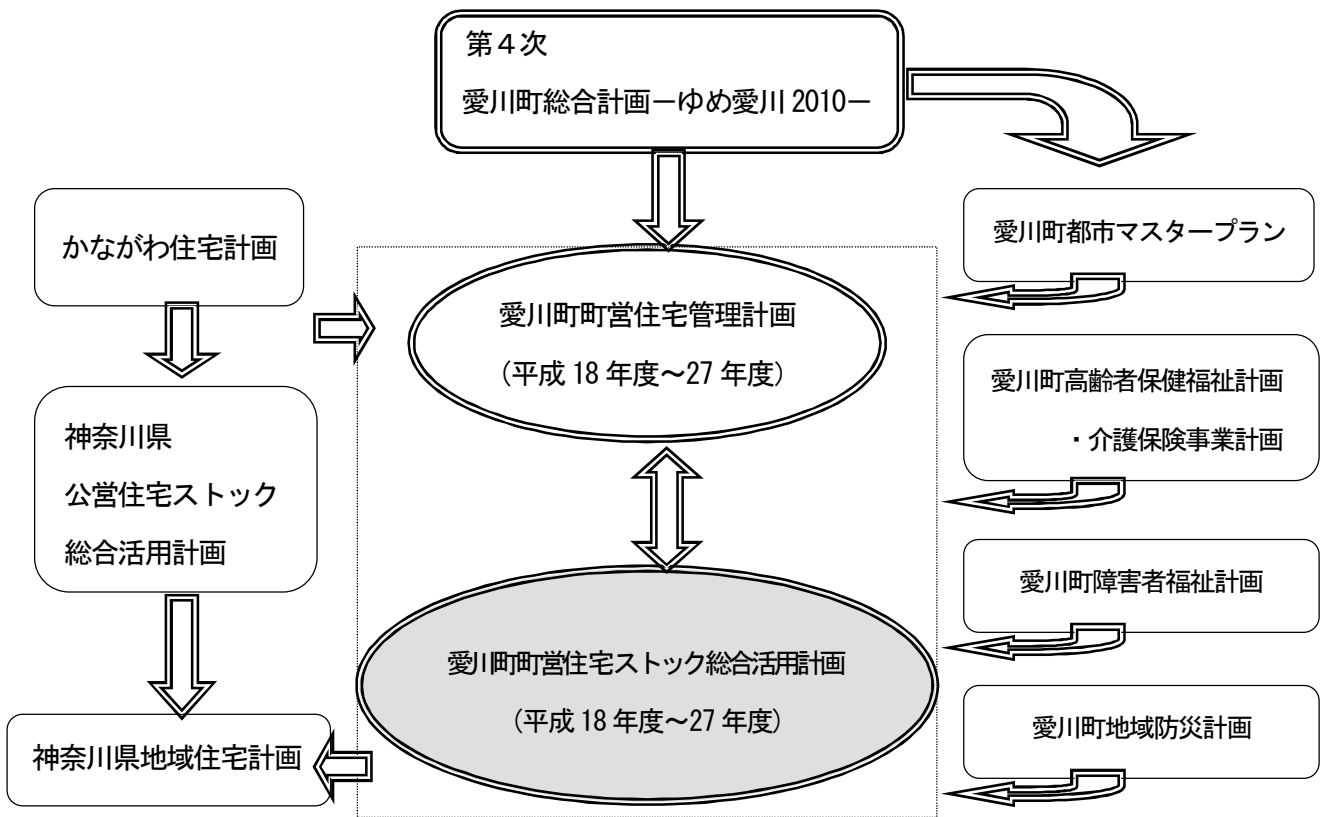 第４次
愛川町総合計画－ゆめ愛川 2010－
かながわ住宅計画
神奈川県
公営住宅ストック
総合活用計画
神奈川県地域住宅計画
愛川町町営住宅管理計画
（平成 18 年度～27 年度）
愛川町町営住宅ストック総合活用計画
（平成 18 年度～27 年度）
愛川町都市マスタープラン
愛川町高齢者保健福祉計画
・介護保険事業計画
愛川町障害者福祉計画
愛川町地域防災計画